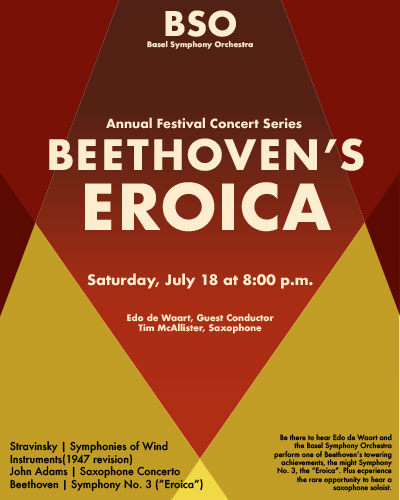 BSO
Basel Symphony Orchestra
Annual Festival Concert Series
BEETHOVEN'S
EROICA
Saturday, July 18 at 8:00 p.m.
Edo de Waart, Guest Conductor
Tim McAllister, Saxophone
Stravinsky | Symphonies of Wind
Instruments(1947 revision)
John Adams | Saxophone Concerto
Beethoven | Symphony No. 3 ("Eroica")
Be there to hear Edo de Waart and
the Basel Symphony Orchestra
perform one of Beethoven's towering
achievements, the might Symphony
No. 3, the "Eroica". Plus ecperience
the rare opportunity to hear a
saxophone soloist.